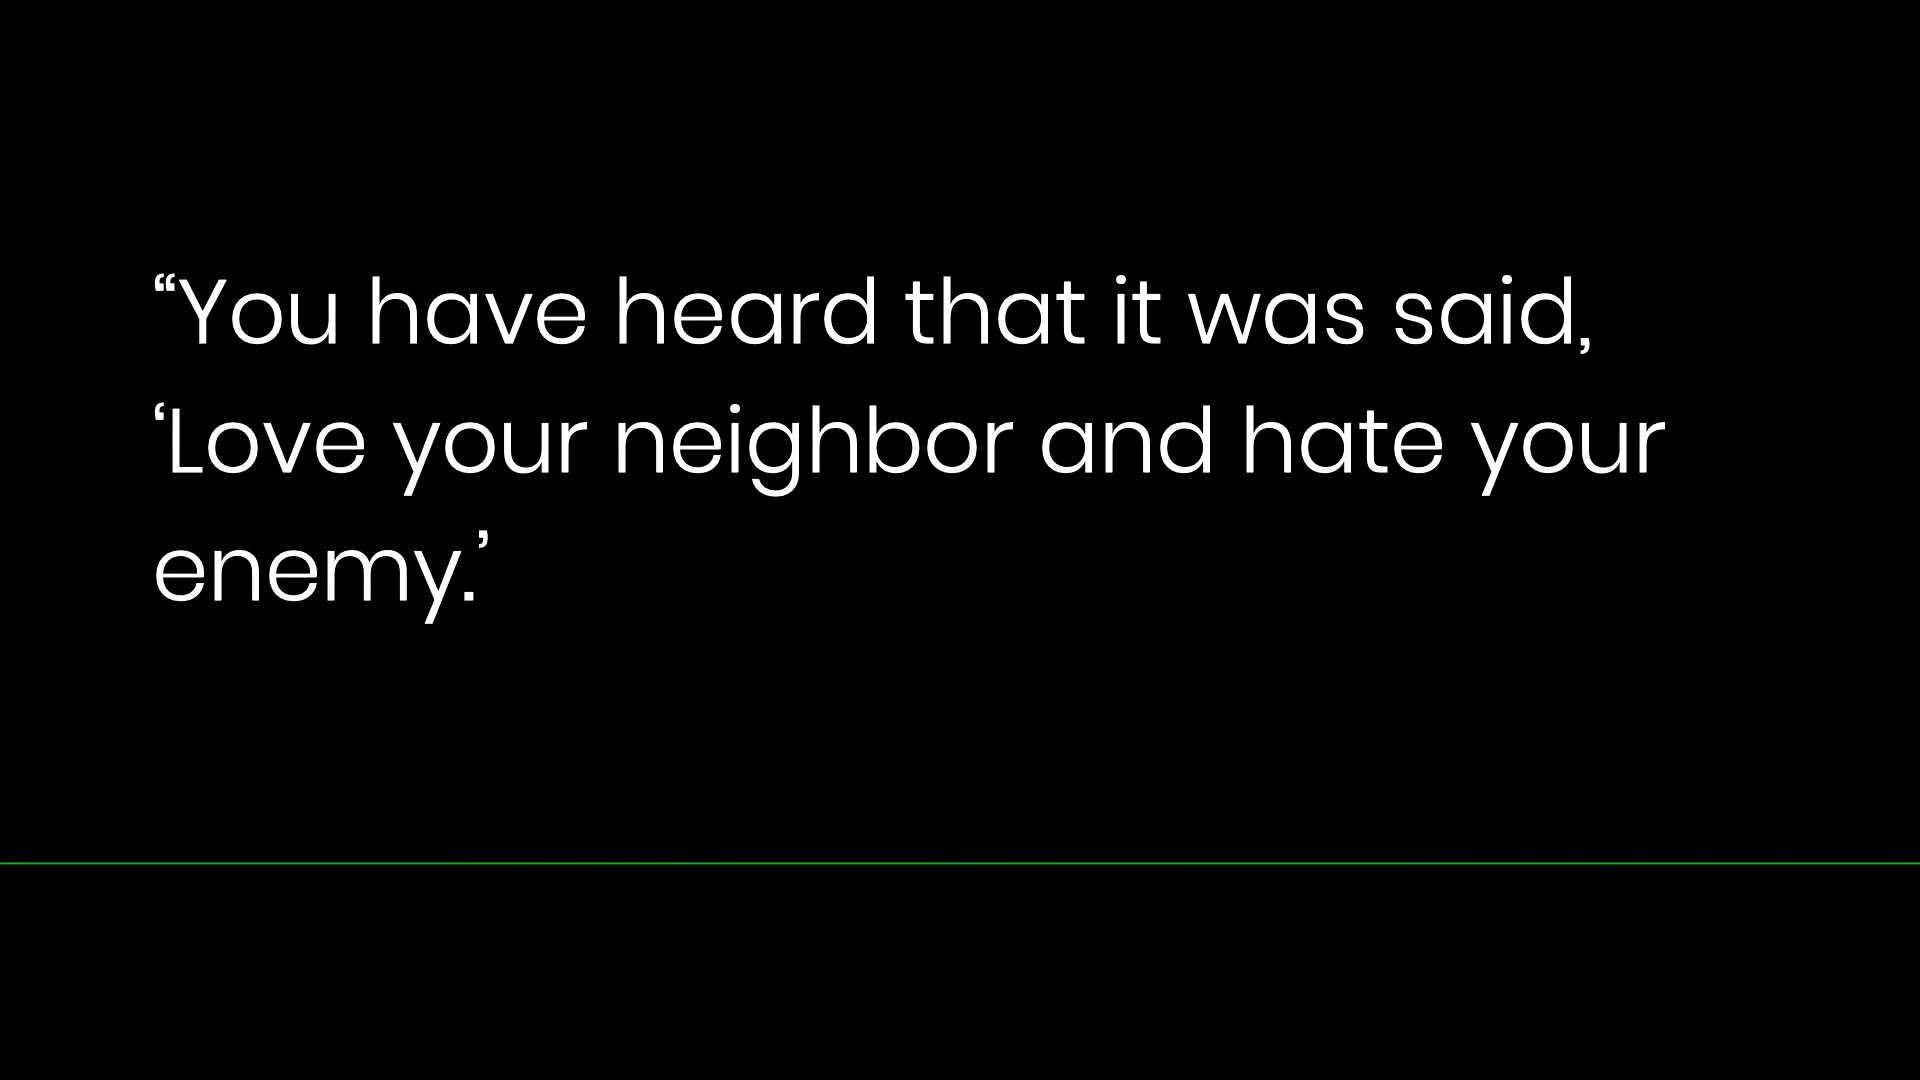 “You have heard that it was said,
‘Love your neighbor and hate your
enemy.’